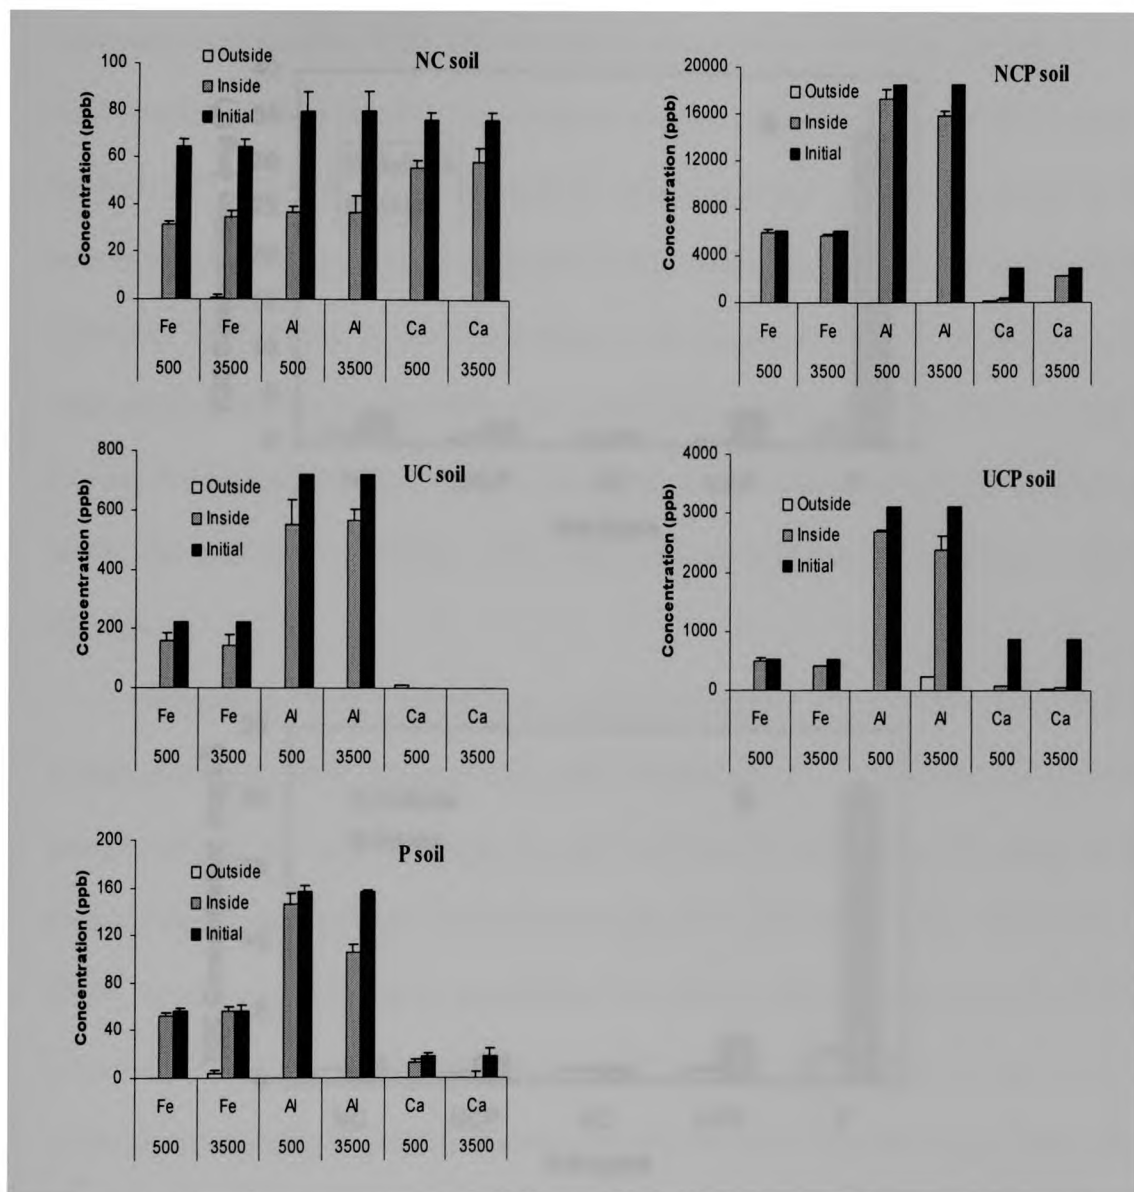 NC soil
Outside
Inside
Initial
Concentration (ppb)
100
80
60
40
20
0
Fe Fe Al Al Ca Ca
500 3500 500 3500 500 3500
NCP soil
Outside
Inside
Initial
Concentration (ppb)
20000
16000
12000
8000
4000
0
Fe Fe Al Al Ca Ca
500 3500 500 3500 500 3500
UC soil
Outside
Inside
Initial
Concentration (ppb)
800
600
400
200
0
Fe Fe Al Al Ca Ca
500 3500 500 3500 500 3500
UCP soil
Outside
Inside
Initial
Concentration (ppb)
4000
3000
2000
1000
0
Fe Fe Al Al Ca Ca
500 3500 500 3500 500 3500
P soil
Outside
Inside
Initial
Concentration (ppb)
200
160
120
80
40
0
Fe Fe Al Al Ca Ca
500 3500 500 3500 500 3500